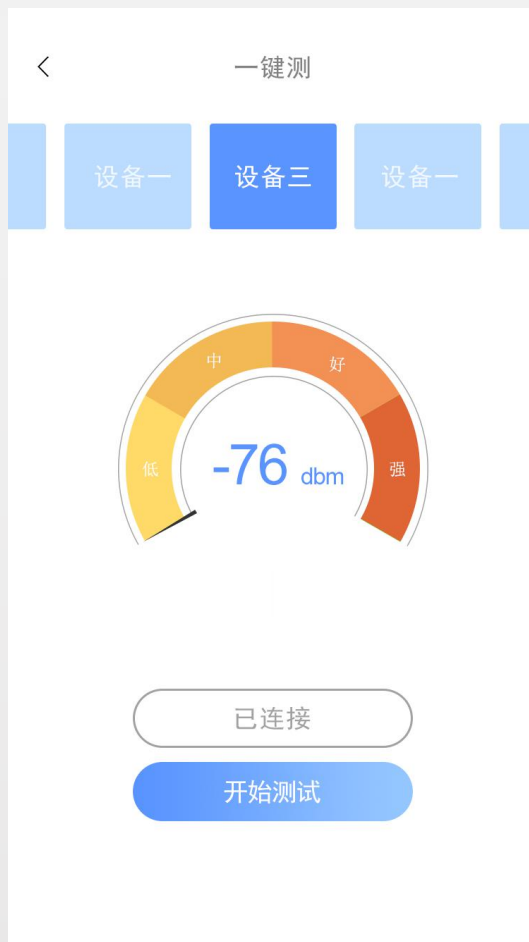 一键测
设备一 设备三 设备一
中 好
低 强
-76 dbm
已连接
开始测试